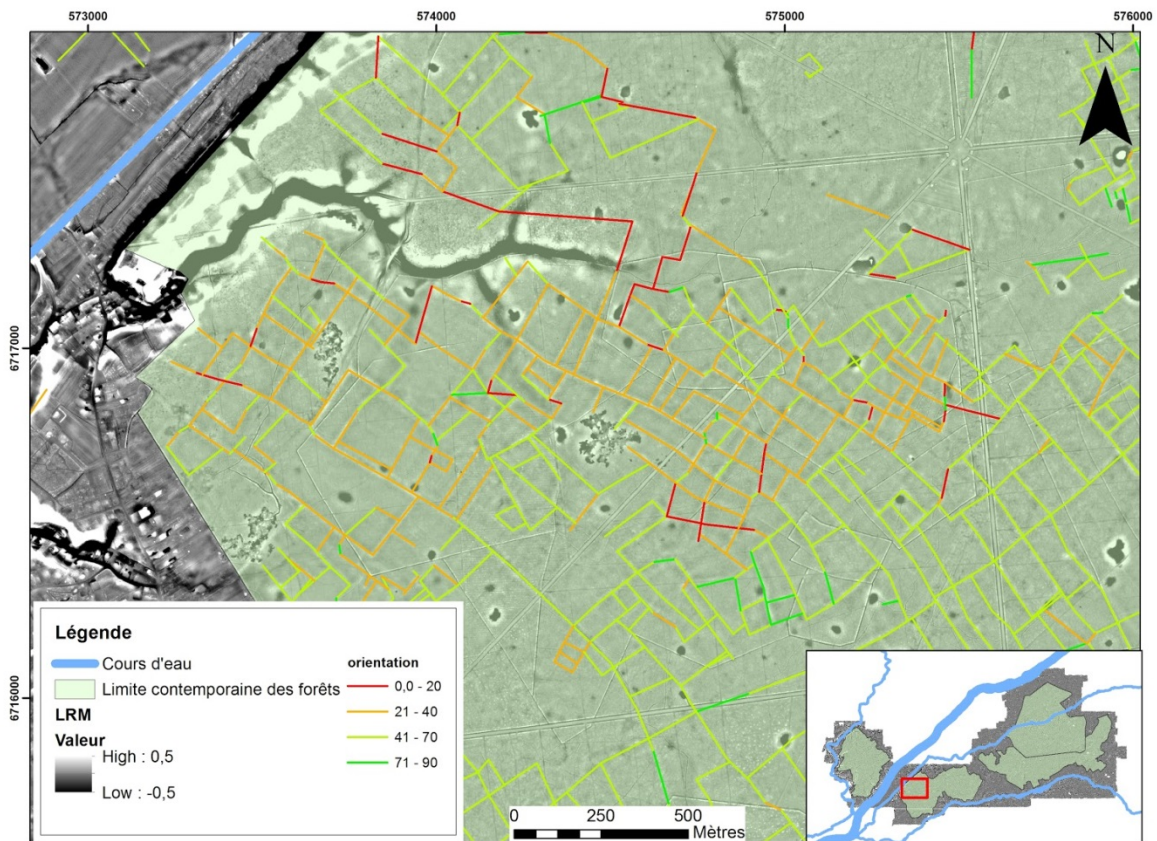 573000 574000 575000 576000
N
6717000
6716000
Légende
Cours d'eau
Limite contemporaine des forêts
LRM
Valeur
High : 0,5
Low : -0,5
orientation
0,0 - 20
21 - 40
41 - 70
71 - 90
0 250 500
Mètres